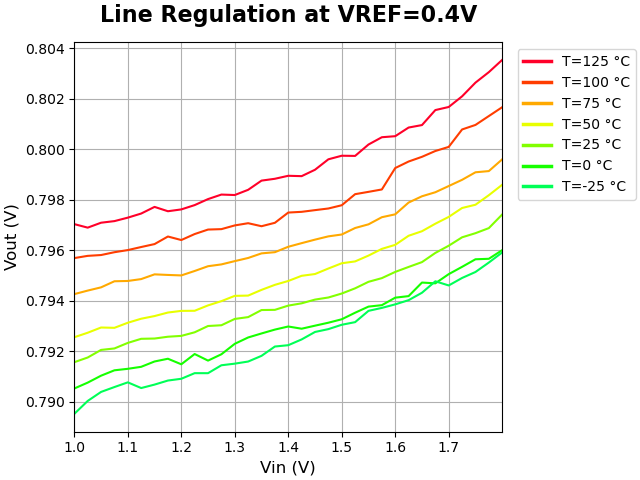 Line Regulation at VREF=0.4V
Vout (V)
0.804
0.802
0.800
0.798
0.796
0.794
0.792
0.790
1.0 1.1 1.2 1.3 1.4 1.5 1.6 1.7
Vin (V)
T=125 °C
T=100 °C
T=75 °C
T=50 °C
T=25 °C
T=0 °C
T=-25 °C